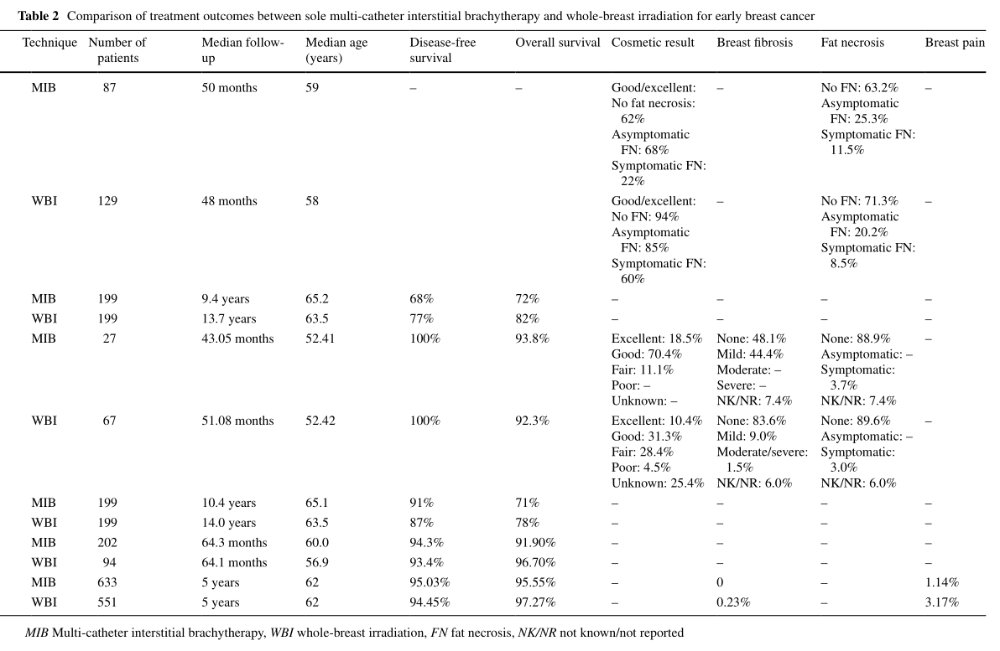 Table 2 Comparison of treatment outcomes between sole multi-catheter interstitial brachytherapy and whole-breast irradiation for early breast cancer
Technique Number of patients Median follow-up Median age (years) Disease-free survival Overall survival Cosmetic result Breast fibrosis Fat necrosis Breast pain
MIB 87 50 months 59 – – Good/excellent: – No FN: 63.2% –
No fat necrosis: Asymptomatic
62% FN: 25.3%
Asymptomatic Symptomatic FN:
FN: 68% 11.5%
Symptomatic FN:
22%
WBI 129 48 months 58 Good/excellent: – No FN: 71.3% –
No FN: 94% Asymptomatic
Asymptomatic FN: 20.2%
FN: 85% Symptomatic FN:
Symptomatic FN: 8.5%
60%
MIB 199 9.4 years 65.2 68% 72% – – – –
WBI 199 13.7 years 63.5 77% 82% – – – –
MIB 27 43.05 months 52.41 100% 93.8% Excellent: 18.5% None: 48.1% None: 88.9% –
Good: 70.4% Mild: 44.4% Asymptomatic: –
Fair: 11.1% Moderate: – Symptomatic:
Poor: – Severe: – 3.7%
Unknown: – NK/NR: 7.4% NK/NR: 7.4%
WBI 67 51.08 months 52.42 100% 92.3% Excellent: 10.4% None: 83.6% None: 89.6% –
Good: 31.3% Mild: 9.0% Asymptomatic: –
Fair: 28.4% Moderate/severe: Symptomatic:
Poor: 4.5% 1.5% 3.0%
Unknown: 25.4% NK/NR: 6.0% NK/NR: 6.0%
MIB 199 10.4 years 65.1 91% 71% – – – –
WBI 199 14.0 years 63.5 87% 78% – – – –
MIB 202 64.3 months 60.0 94.3% 91.90% – – – –
WBI 94 64.1 months 56.9 93.4% 96.70% – – – –
MIB 633 5 years 62 95.03% 95.55% – 0 – 1.14%
WBI 551 5 years 62 94.45% 97.27% – 0.23% – 3.17%
MIB Multi-catheter interstitial brachytherapy, WBI whole-breast irradiation, FN fat necrosis, NK/NR not known/not reported